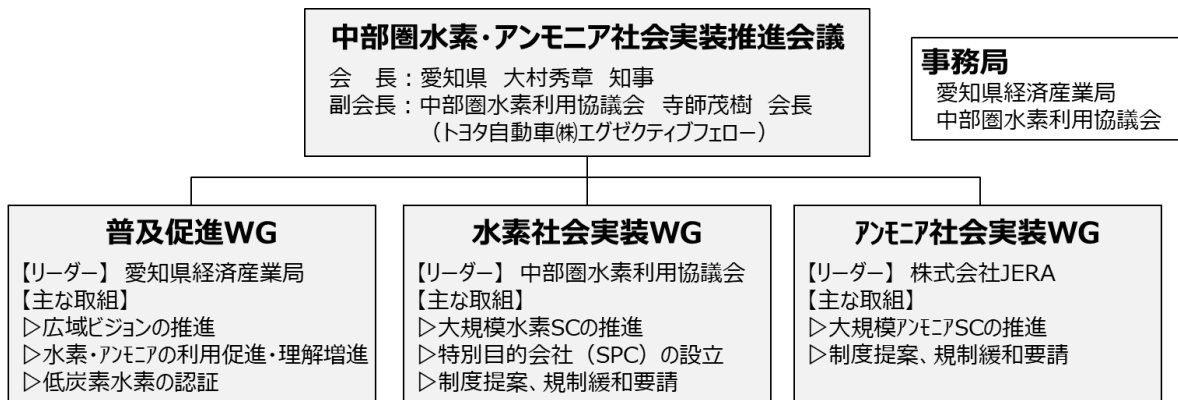 中部圏水素・アンモニア社会実装推進会議
会　長：愛知県 大村秀章 知事
副会長：中部圏水素利用協議会 寺師茂樹 会長
（トヨタ自動車㈱エグゼクティブフェロー）
事務局
愛知県経済産業局
中部圏水素利用協議会
普及促進WG
【リーダー】 愛知県経済産業局
【主な取組】
▷広域ビジョンの推進
▷水素・アンモニアの利用促進・理解増進
▷低炭素水素の認証
水素社会実装WG
【リーダー】 中部圏水素利用協議会
【主な取組】
▷大規模水素SCの推進
▷特別目的会社（SPC）の設立
▷制度提案、規制緩和要請
アンモニア社会実装WG
【リーダー】 株式会社JERA
【主な取組】
▷大規模アンモニアSCの推進
▷制度提案、規制緩和要請